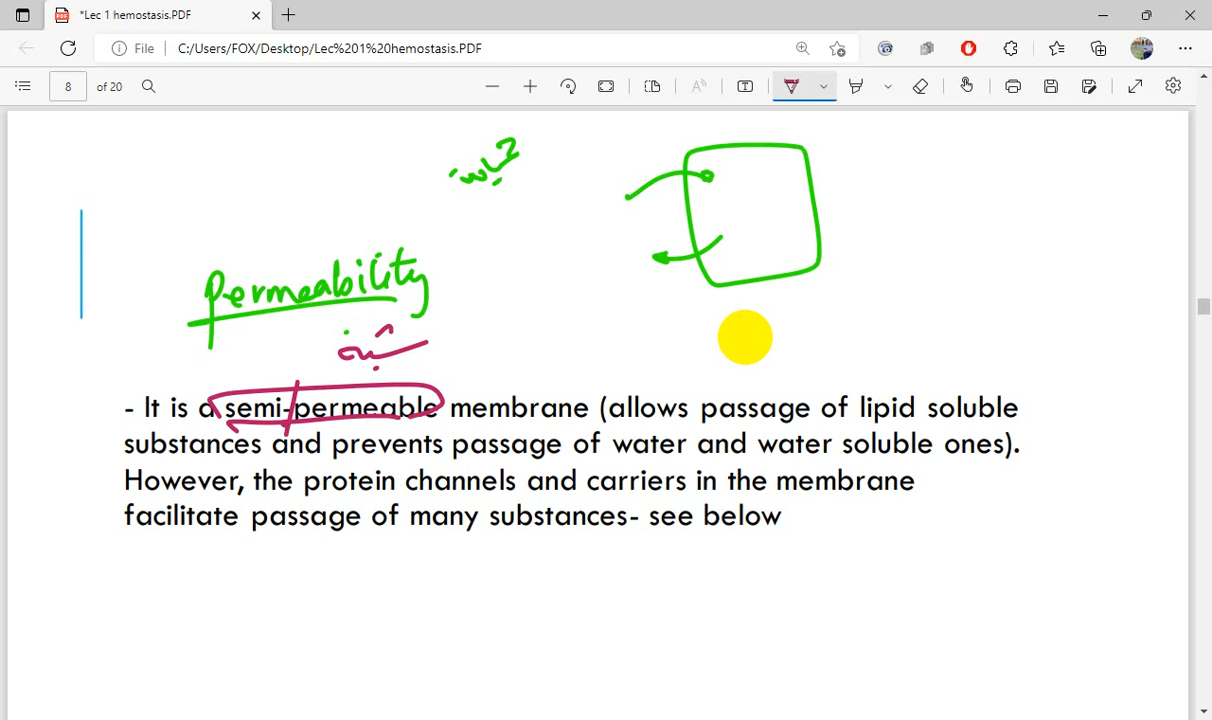 *Lec 1 hemostasis.PDF
File C:/Users/FOX/Desktop/Lec%201%20hemostasis.PDF
8 of 20
permeability
- It is a semi-permeable membrane (allows passage of lipid soluble
substances and prevents passage of water and water soluble ones).
However, the protein channels and carriers in the membrane
facilitate passage of many substances- see below